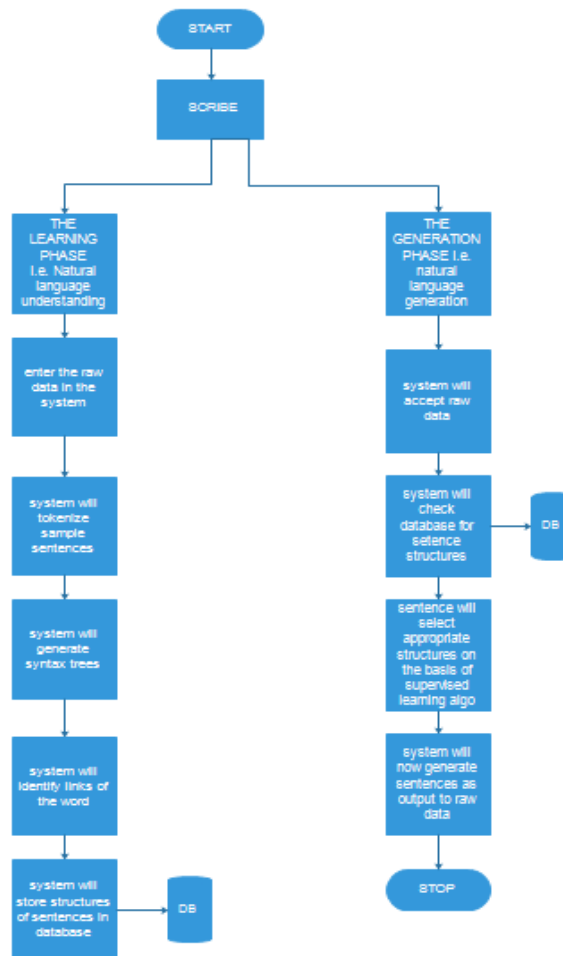 START
SCRIBE
THE
LEARNING
PHASE
I.e. Natural
language
understanding
enter the raw
data in the
system
system will
tokenize
sample
sentences
system will
generate
syntax trees
system will
identify links of
the word
system will
store structures
of sentences in
database
DB
THE
GENERATION
PHASE i.e.
natural
language
generation
system will
accept raw
data
system will
check
database for
setence
structures
DB
sentence will
select
appropriate
structures on
the basis of
supervised
learning algo
system will
now generate
sentences as
output to raw
data
STOP